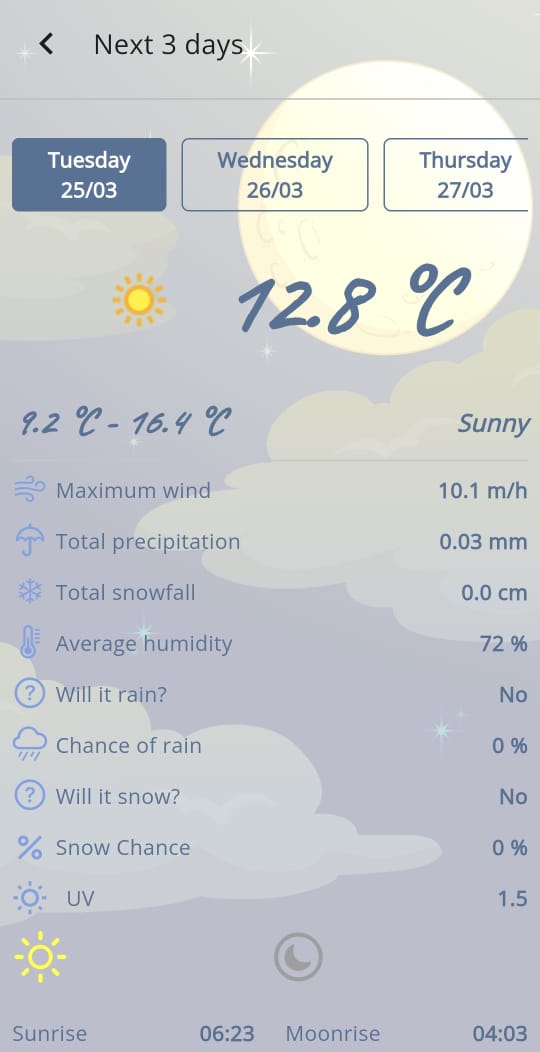 Next 3 days
Tuesday Wednesday Thursday
25/03 26/03 27/03
12.8 °C
9.2 °C - 16.4 °C Sunny
Maximum wind 10.1 m/h
Total precipitation 0.03 mm
Total snowfall 0.0 cm
Average humidity 72 %
Will it rain? No
Chance of rain 0 %
Will it snow? No
Snow Chance 0 %
UV 1.5
Sunrise 06:23 Moonrise 04:03